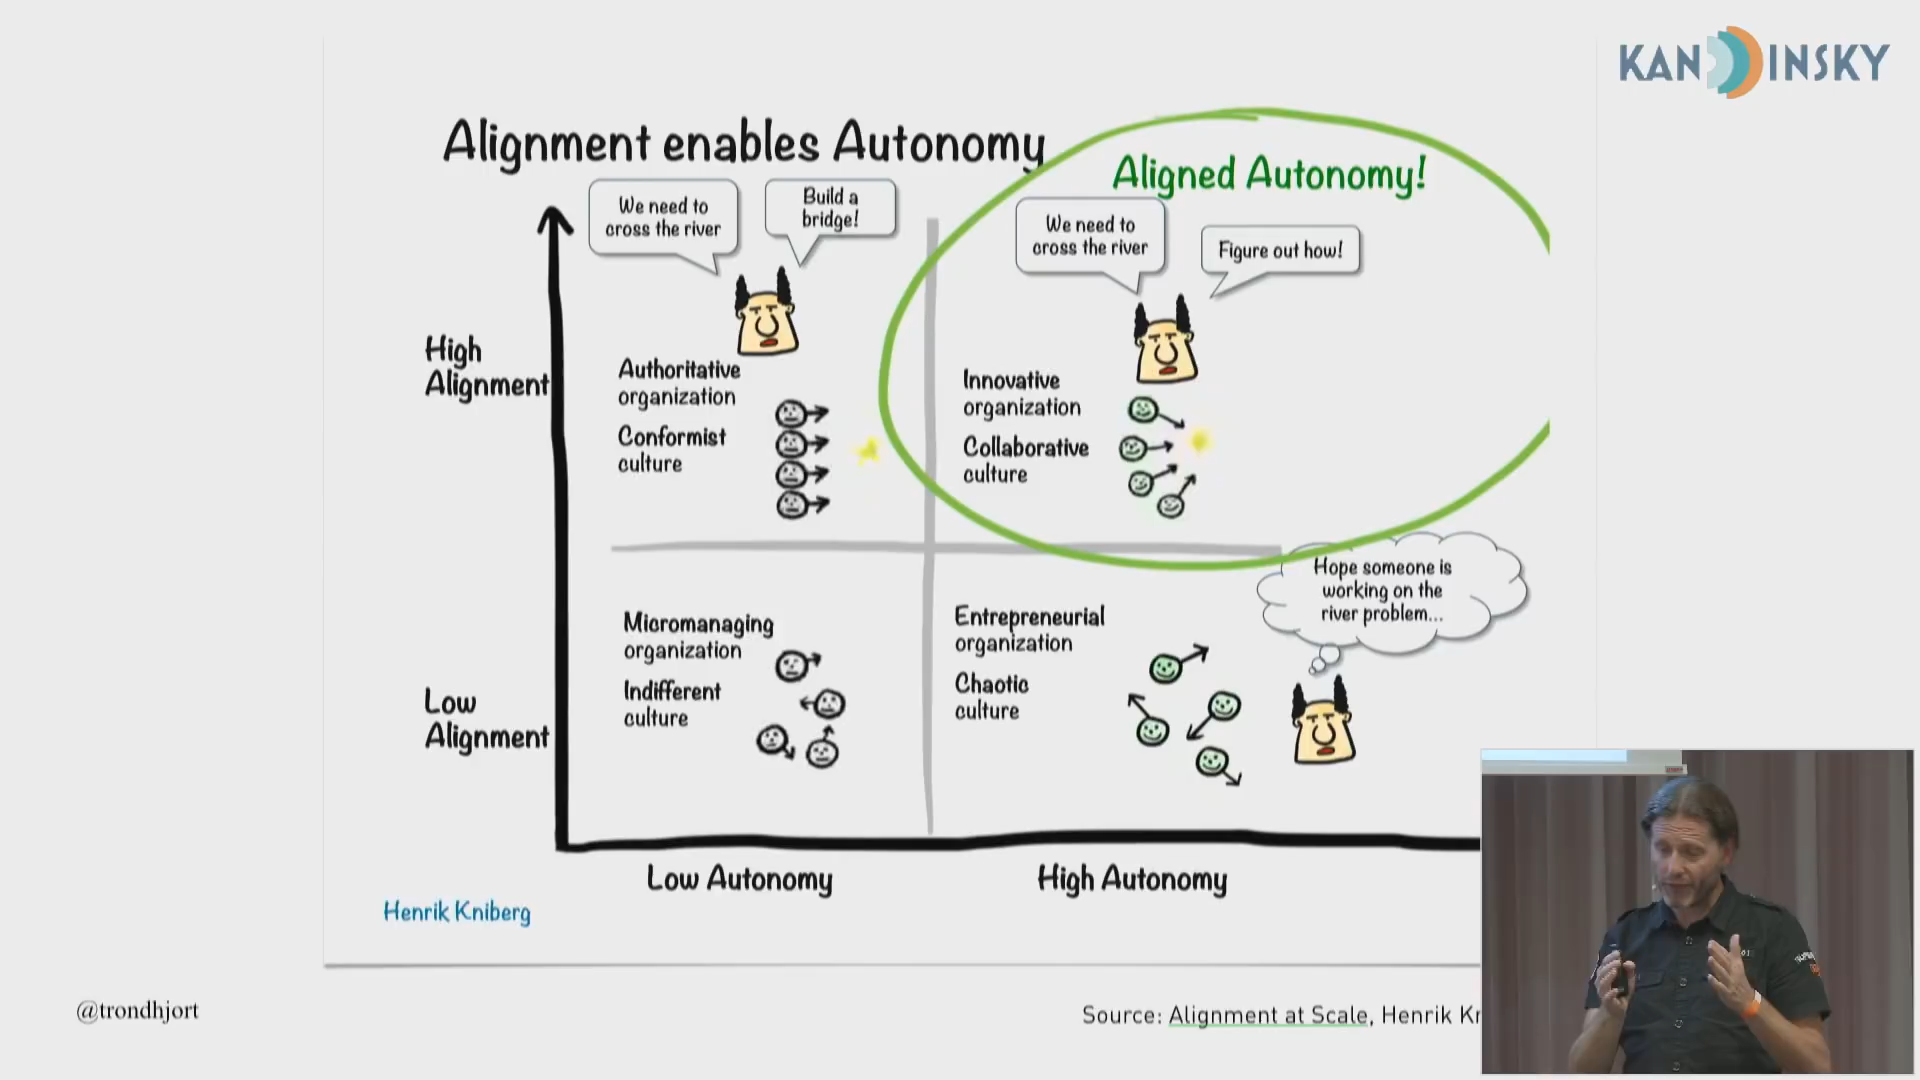 KANDINSKY
Alignment enables Autonomy
Aligned Autonomy!
We need to
cross the river
Build a
bridge!
We need to
cross the river
Figure out how!
High
Alignment
Authoritative
organization
Conformist
culture
Innovative
organization
Collaborative
culture
Hope someone is
working on the
river problem...
Low
Alignment
Micromanaging
organization
Indifferent
culture
Entrepreneurial
organization
Chaotic
culture
Low Autonomy
High Autonomy
Henrik Kniberg
@trondhjort
Source: Alignment at Scale, Henrik Kr